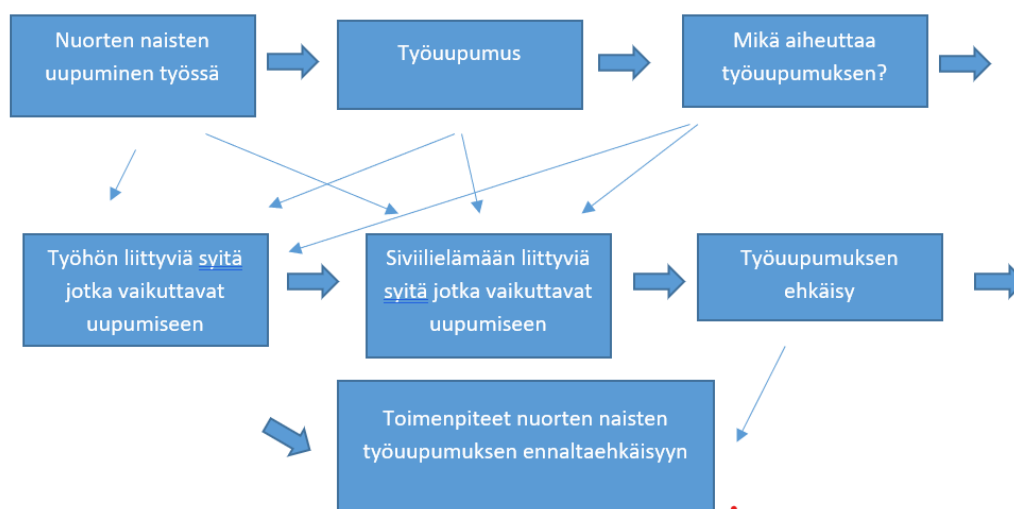 Nuorten naisten
uupuminen työssä
Työuupumus
Mikä aiheuttaa
työuupumuksen?
Työhön liittyviä syitä
jotka vaikuttavat
uupumiseen
Siviilielämään liittyviä
syitä jotka vaikuttavat
uupumiseen
Työuupumuksen
ehkäisy
Toimenpiteet nuorten naisten
työuupumuksen ennaltaehkäisyyn